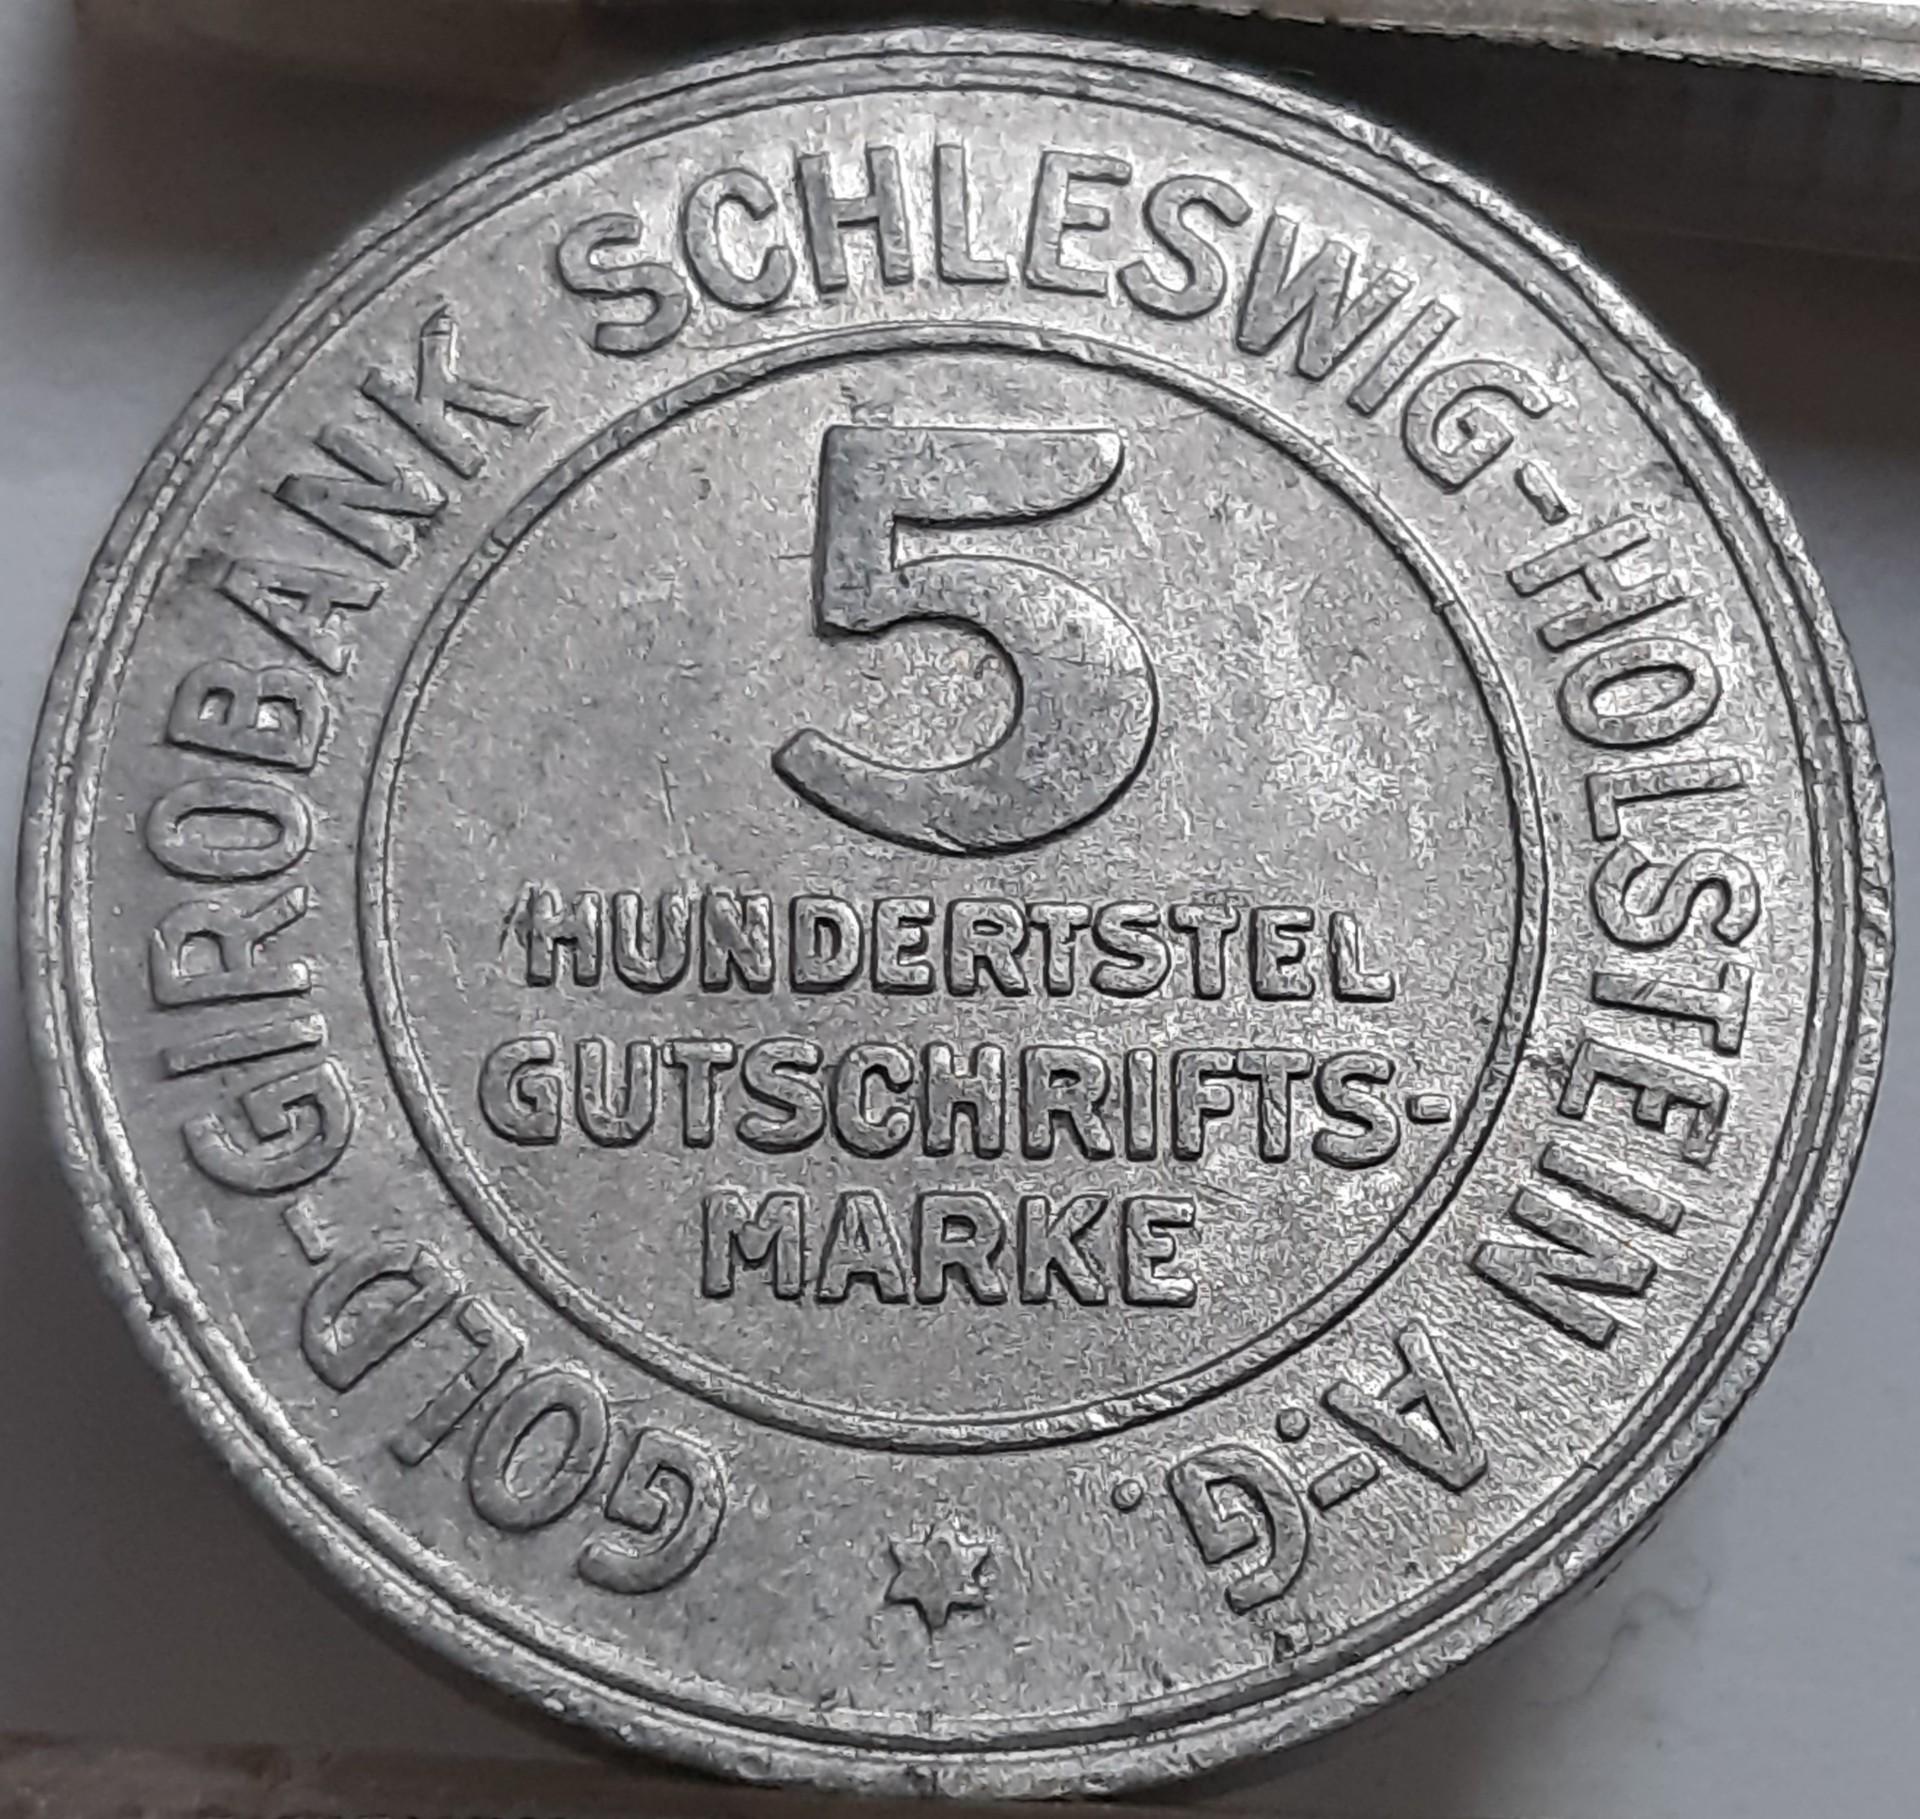 GOLD-GIROBANK SCHLESWIG-HOLSTEIN A.-G.
5
HUNDERTSTEL
GUTSCHRIFTS-
MARKE